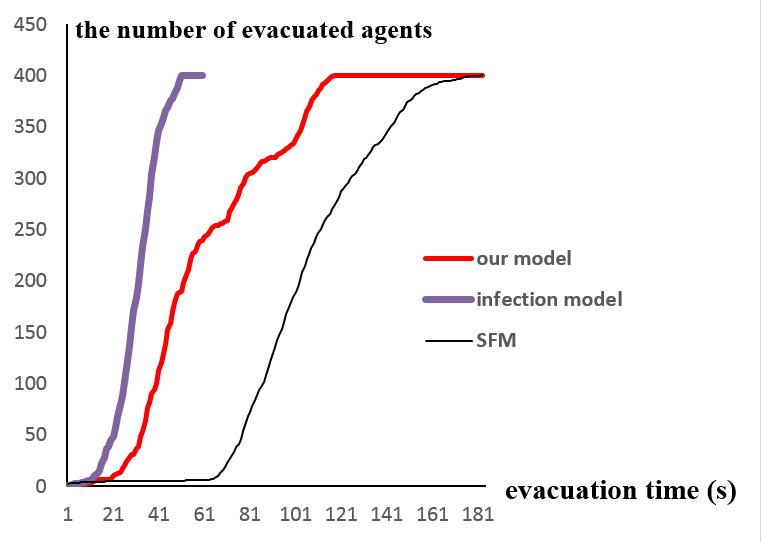 450
the number of evacuated agents
400
350
300
250
200
150
100
50
0
our model
infection model
SFM
evacuation time (s)
1 21 41 61 81 101 121 141 161 181